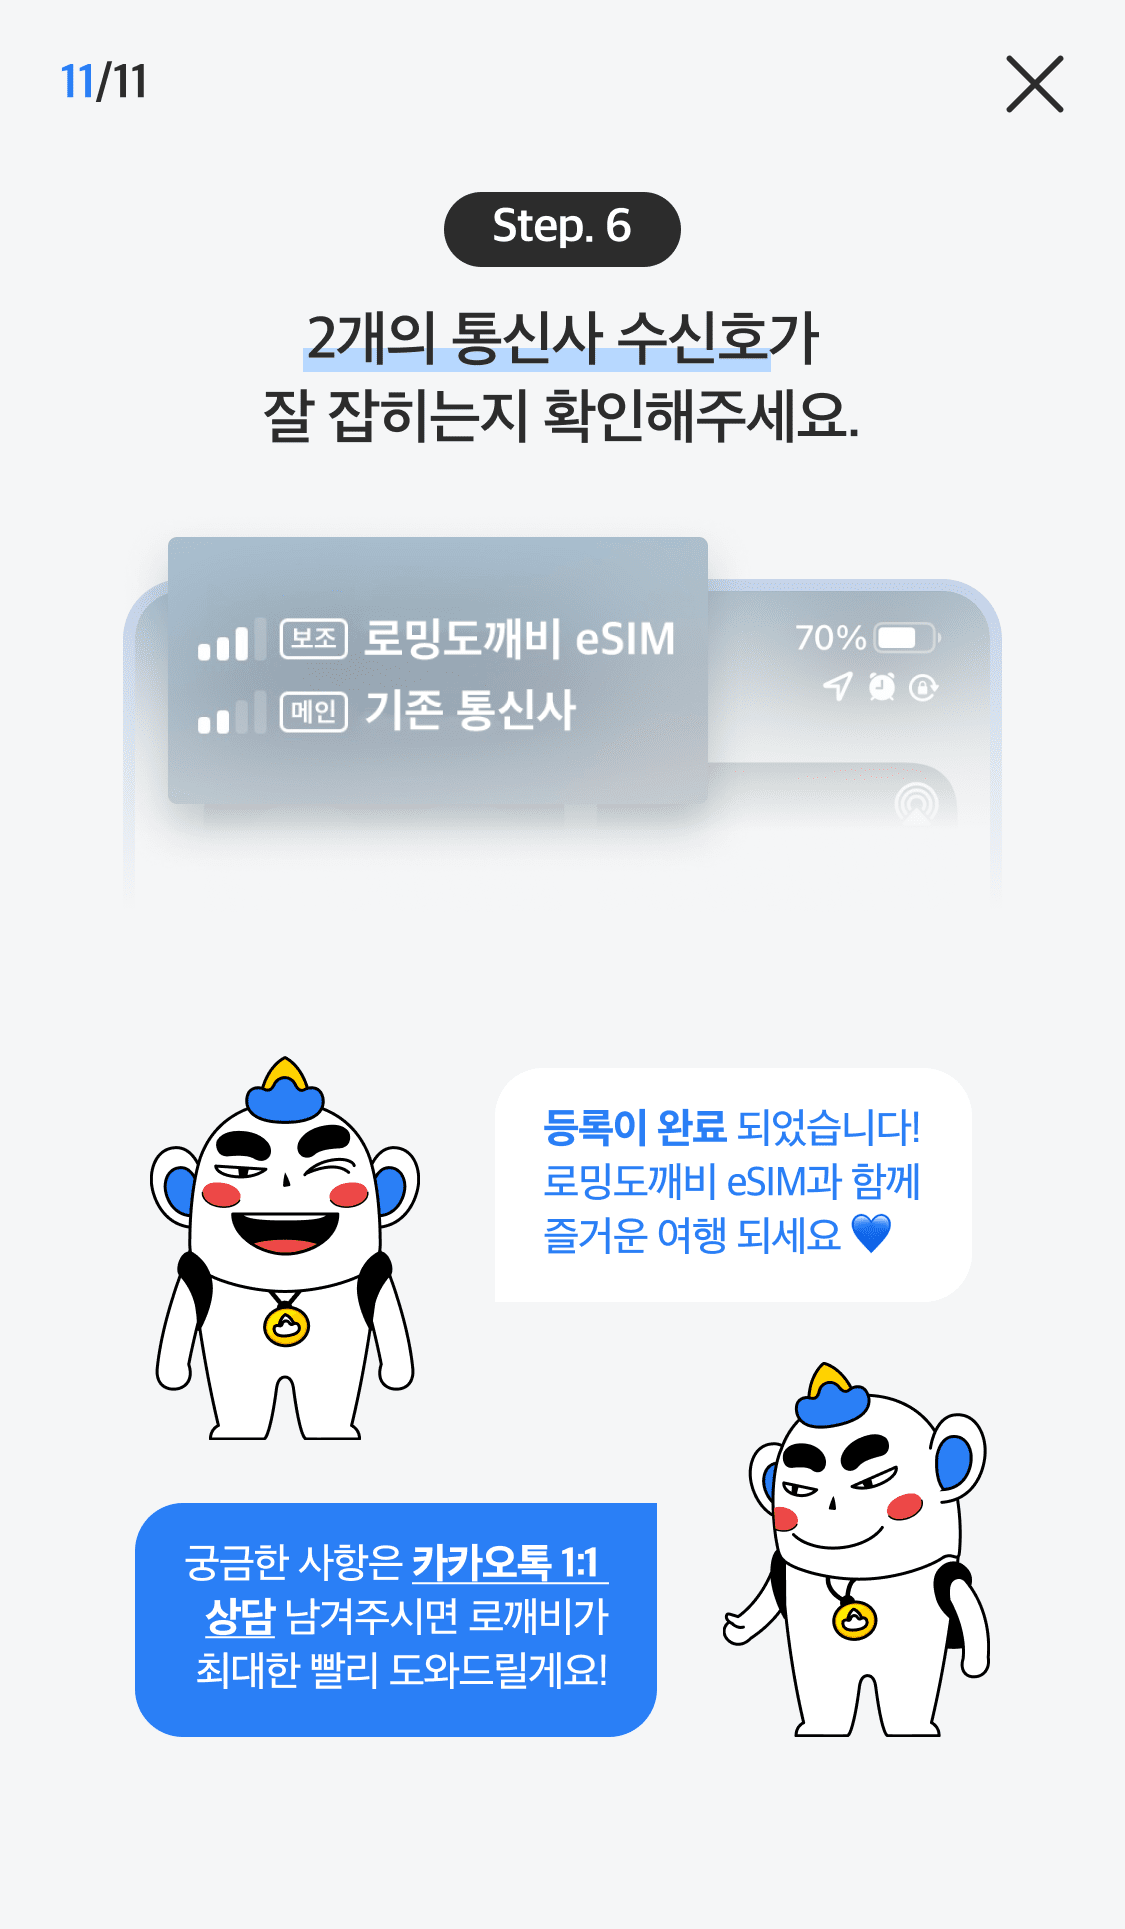 11/11
Step. 6
2개의 통신사 수신호가
잘 잡히는지 확인해주세요.
보조 로밍도깨비 eSIM
메인 기존 통신사
70%
등록이 완료 되었습니다!
로밍도깨비 eSIM과 함께
즐거운 여행 되세요 💙
궁금한 사항은 카카오톡 1:1
상담 남겨주시면 로깨비가
최대한 빨리 도와드릴게요!